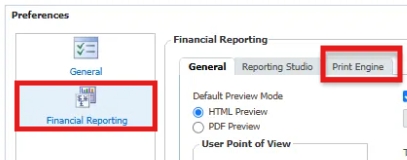 Preferences
General
Financial Reporting
Financial Reporting
General Reporting Studio Print Engine
Default Preview Mode
HTML Preview
PDF Preview
User Point of View